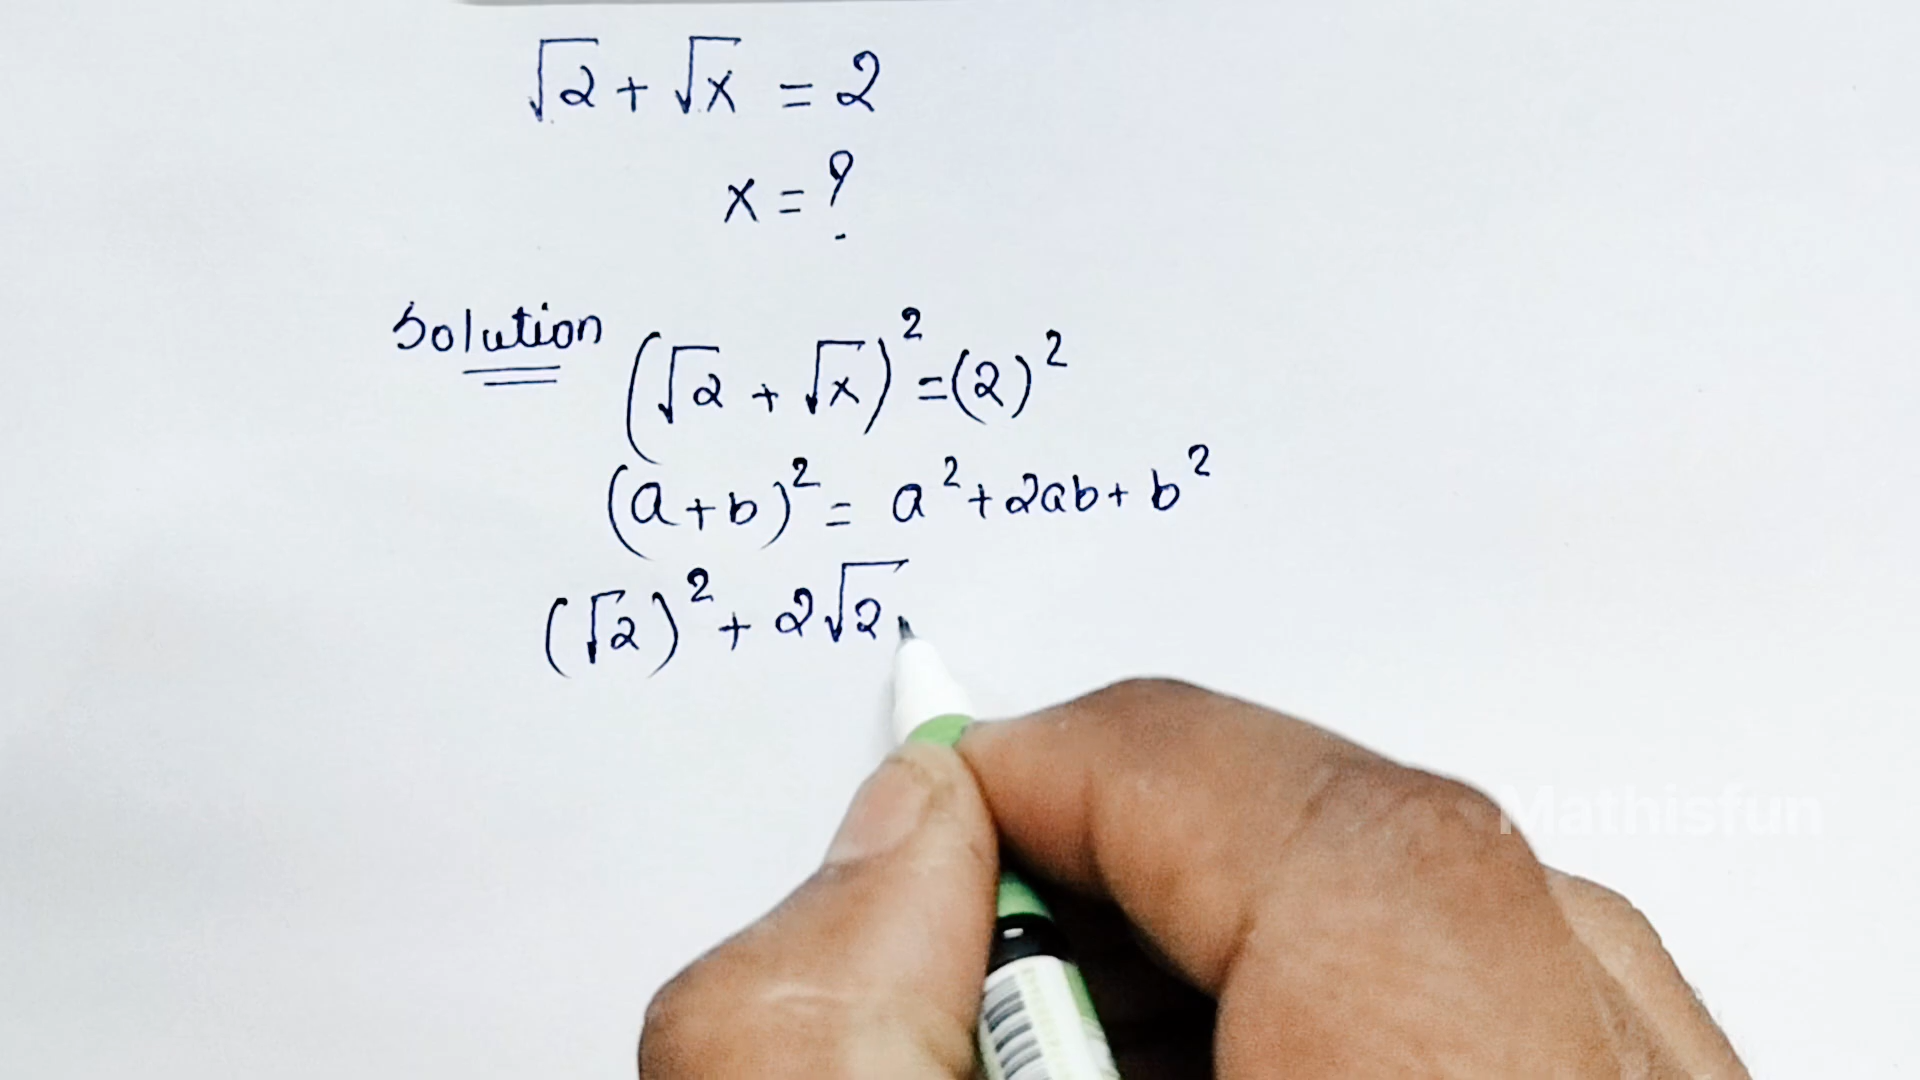 √2 + √x = 2
x = ?
Solution
(√2 + √x)² = (2)²
(a+b)² = a² + 2ab + b²
(√2)² + 2√2
Mathisfun